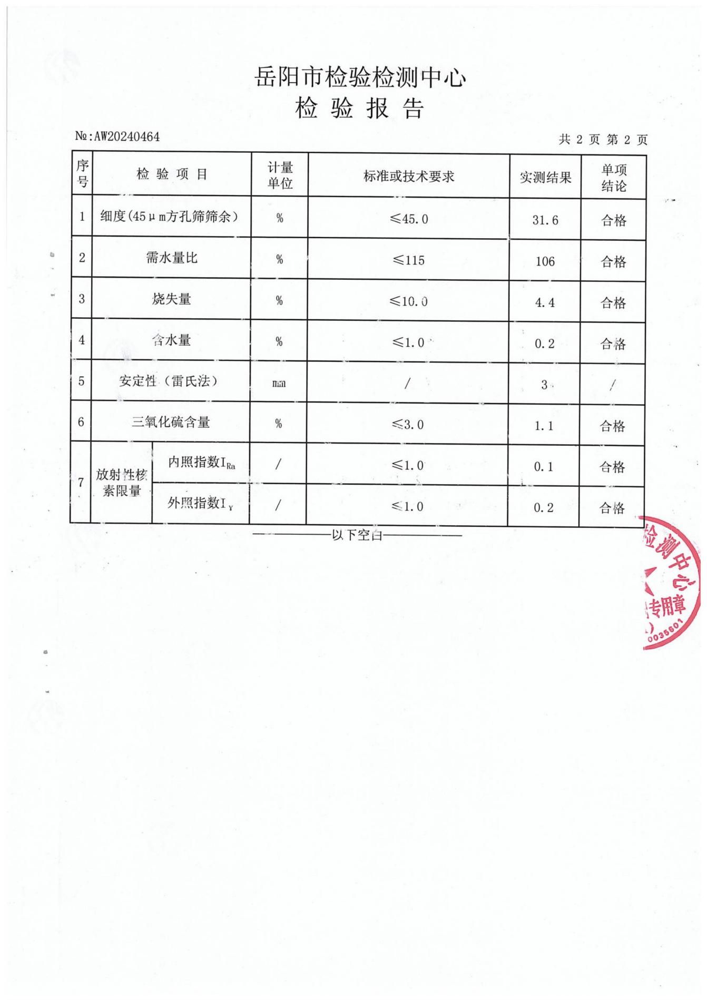 岳阳市检验检测中心
检 验 报 告
№:AW20240464
共 2 页 第 2 页
序号 检 验 项 目 计量单位 标准或技术要求 实测结果 单项结论
1 细度(45μm方孔筛筛余) % ≤45.0 31.6 合格
2 需水量比 % ≤115 106 合格
3 烧失量 % ≤10.0 4.4 合格
4 含水量 % ≤1.0 0.2 合格
5 安定性(雷氏法) mm / 3 /
6 三氧化硫含量 % ≤3.0 1.1 合格
7 放射性核素限量 内照指数IRa / ≤1.0 0.1 合格
外照指数Iγ / ≤1.0 0.2 合格
以下空白
检测中心
专用章
0035601